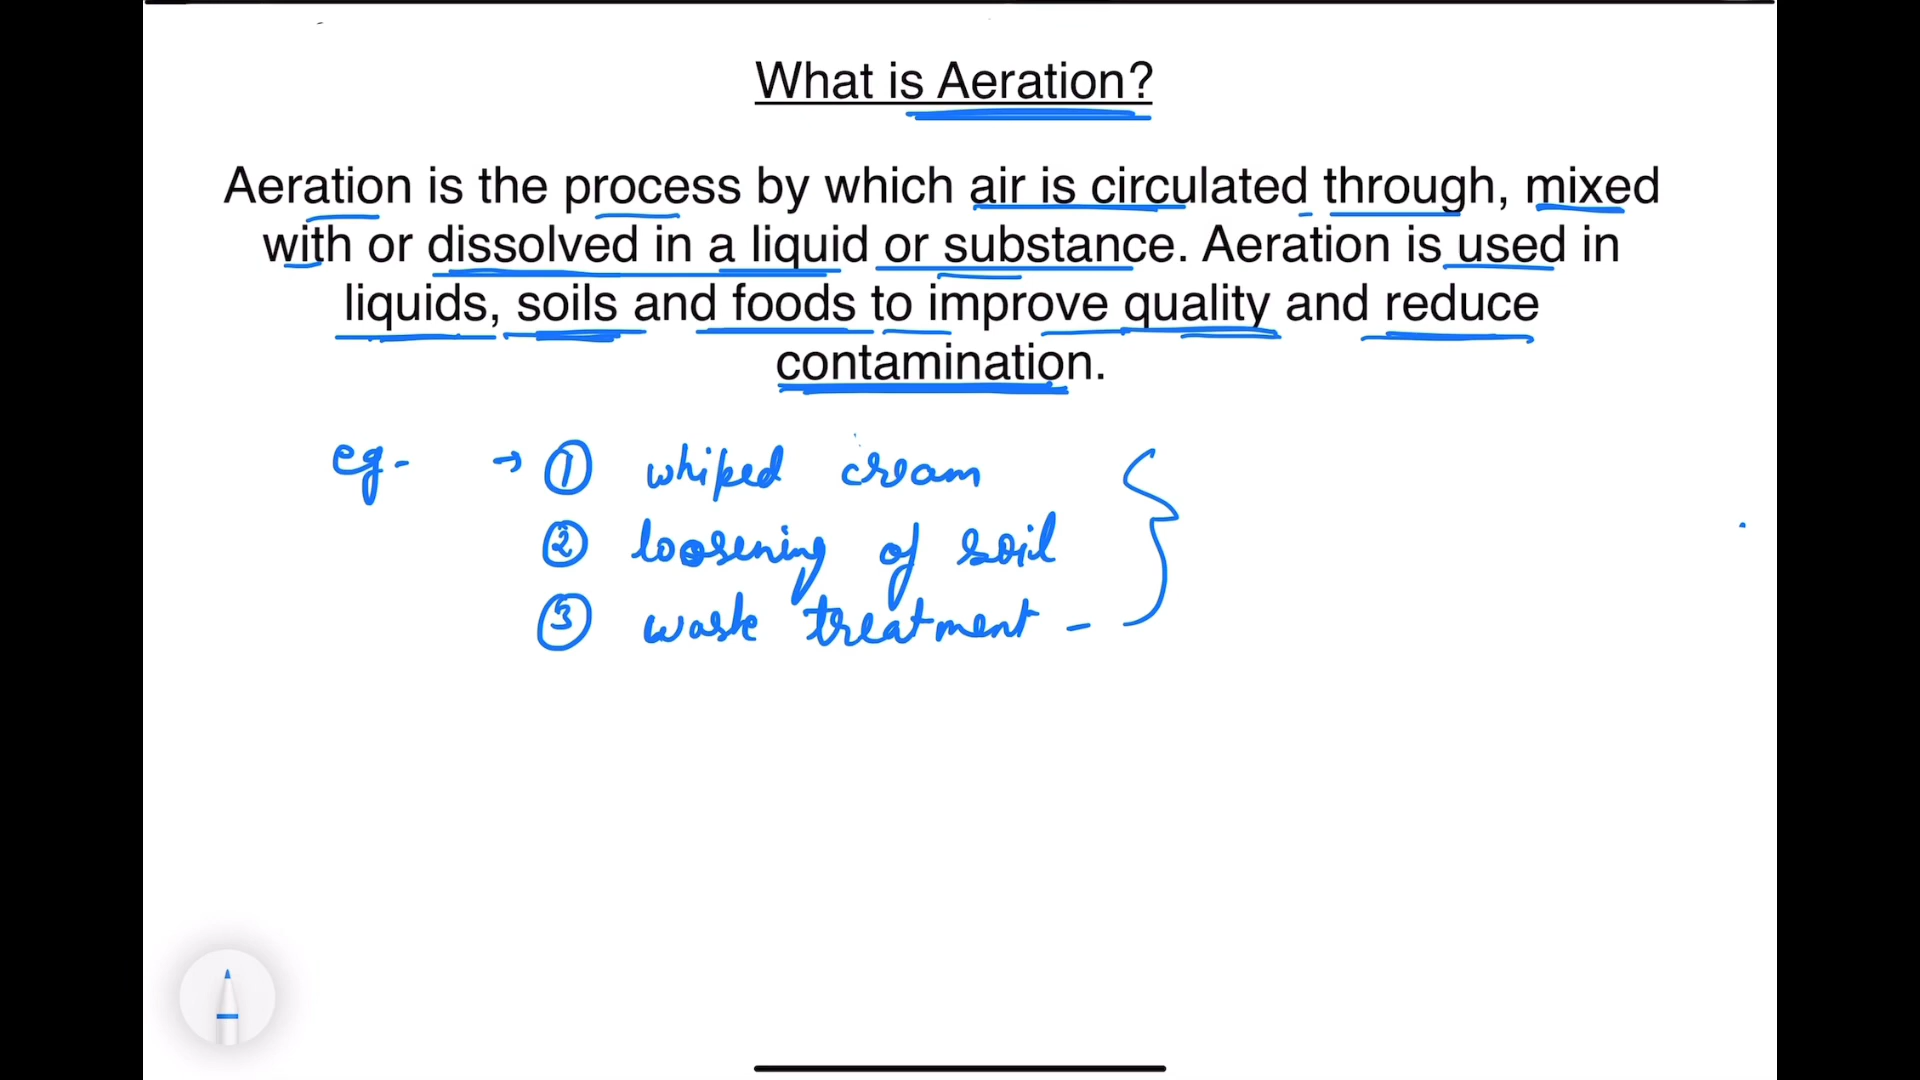 What is Aeration?
Aeration is the process by which air is circulated through, mixed
with or dissolved in a liquid or substance. Aeration is used in
liquids, soils and foods to improve quality and reduce
contamination.
eg- → ① whiped cream
② loosening of soil
③ waste treatment -